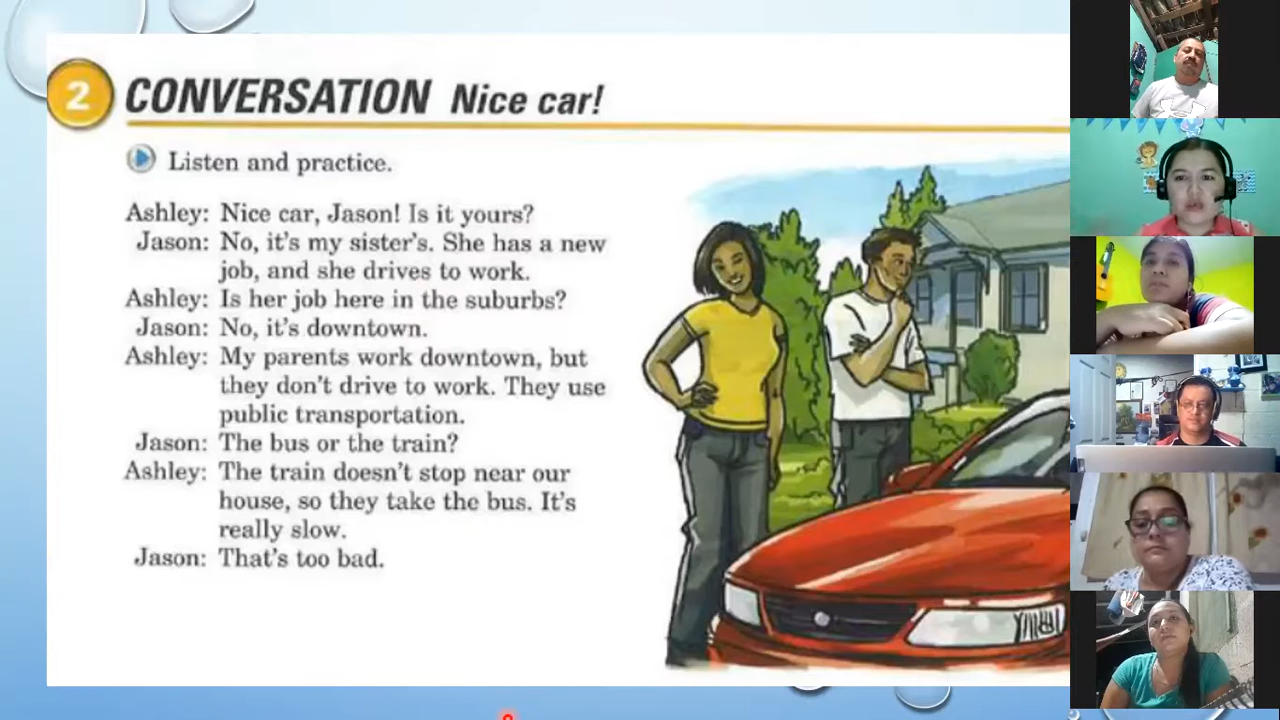 2 CONVERSATION Nice car!
Listen and practice.
Ashley: Nice car, Jason! Is it yours?
Jason: No, it's my sister's. She has a new
job, and she drives to work.
Ashley: Is her job here in the suburbs?
Jason: No, it's downtown.
Ashley: My parents work downtown, but
they don't drive to work. They use
public transportation.
Jason: The bus or the train?
Ashley: The train doesn't stop near our
house, so they take the bus. It's
really slow.
Jason: That's too bad.